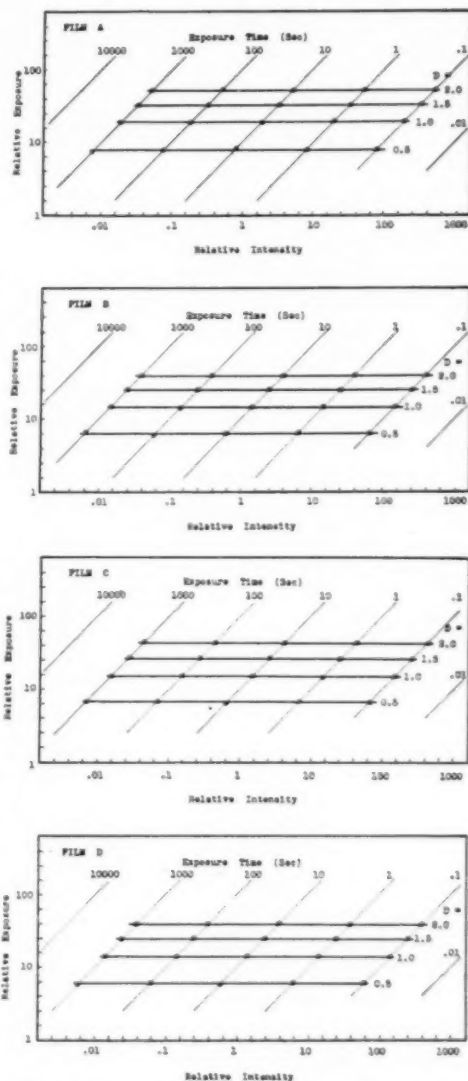 FILM A
Exposure Time (Sec)
10000 1000 100 10 1 .1
D =
100
2.0
1.5
1.0
.01
10
0.5
1
.01 .1 1 10 100 1000
Relative Exposure
Relative Intensity
FILM B
Exposure Time (Sec)
10000 1000 100 10 1 .1
D =
100
2.0
1.5
1.0
.01
10
0.5
1
.01 .1 1 10 100 1000
Relative Exposure
Relative Intensity
FILM C
Exposure Time (Sec)
10000 1000 100 10 1 .1
D =
100
2.0
1.5
1.0
.01
10
0.5
1
.01 .1 1 10 100 1000
Relative Exposure
Relative Intensity
FILM D
Exposure Time (Sec)
10000 1000 100 10 1 .1
D =
100
2.0
1.5
1.0
.01
10
0.5
1
.01 .1 1 10 100 1000
Relative Exposure
Relative Intensity